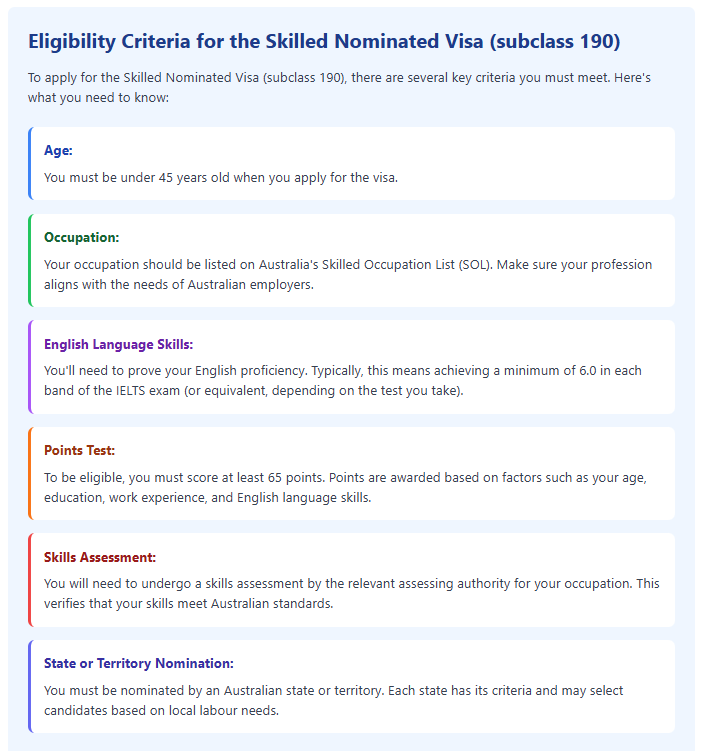 Eligibility Criteria for the Skilled Nominated Visa (subclass 190)
To apply for the Skilled Nominated Visa (subclass 190), there are several key criteria you must meet. Here's
what you need to know:
Age:
You must be under 45 years old when you apply for the visa.
Occupation:
Your occupation should be listed on Australia's Skilled Occupation List (SOL). Make sure your profession
aligns with the needs of Australian employers.
English Language Skills:
You'll need to prove your English proficiency. Typically, this means achieving a minimum of 6.0 in each
band of the IELTS exam (or equivalent, depending on the test you take).
Points Test:
To be eligible, you must score at least 65 points. Points are awarded based on factors such as your age,
education, work experience, and English language skills.
Skills Assessment:
You will need to undergo a skills assessment by the relevant assessing authority for your occupation. This
verifies that your skills meet Australian standards.
State or Territory Nomination:
You must be nominated by an Australian state or territory. Each state has its criteria and may select
candidates based on local labour needs.